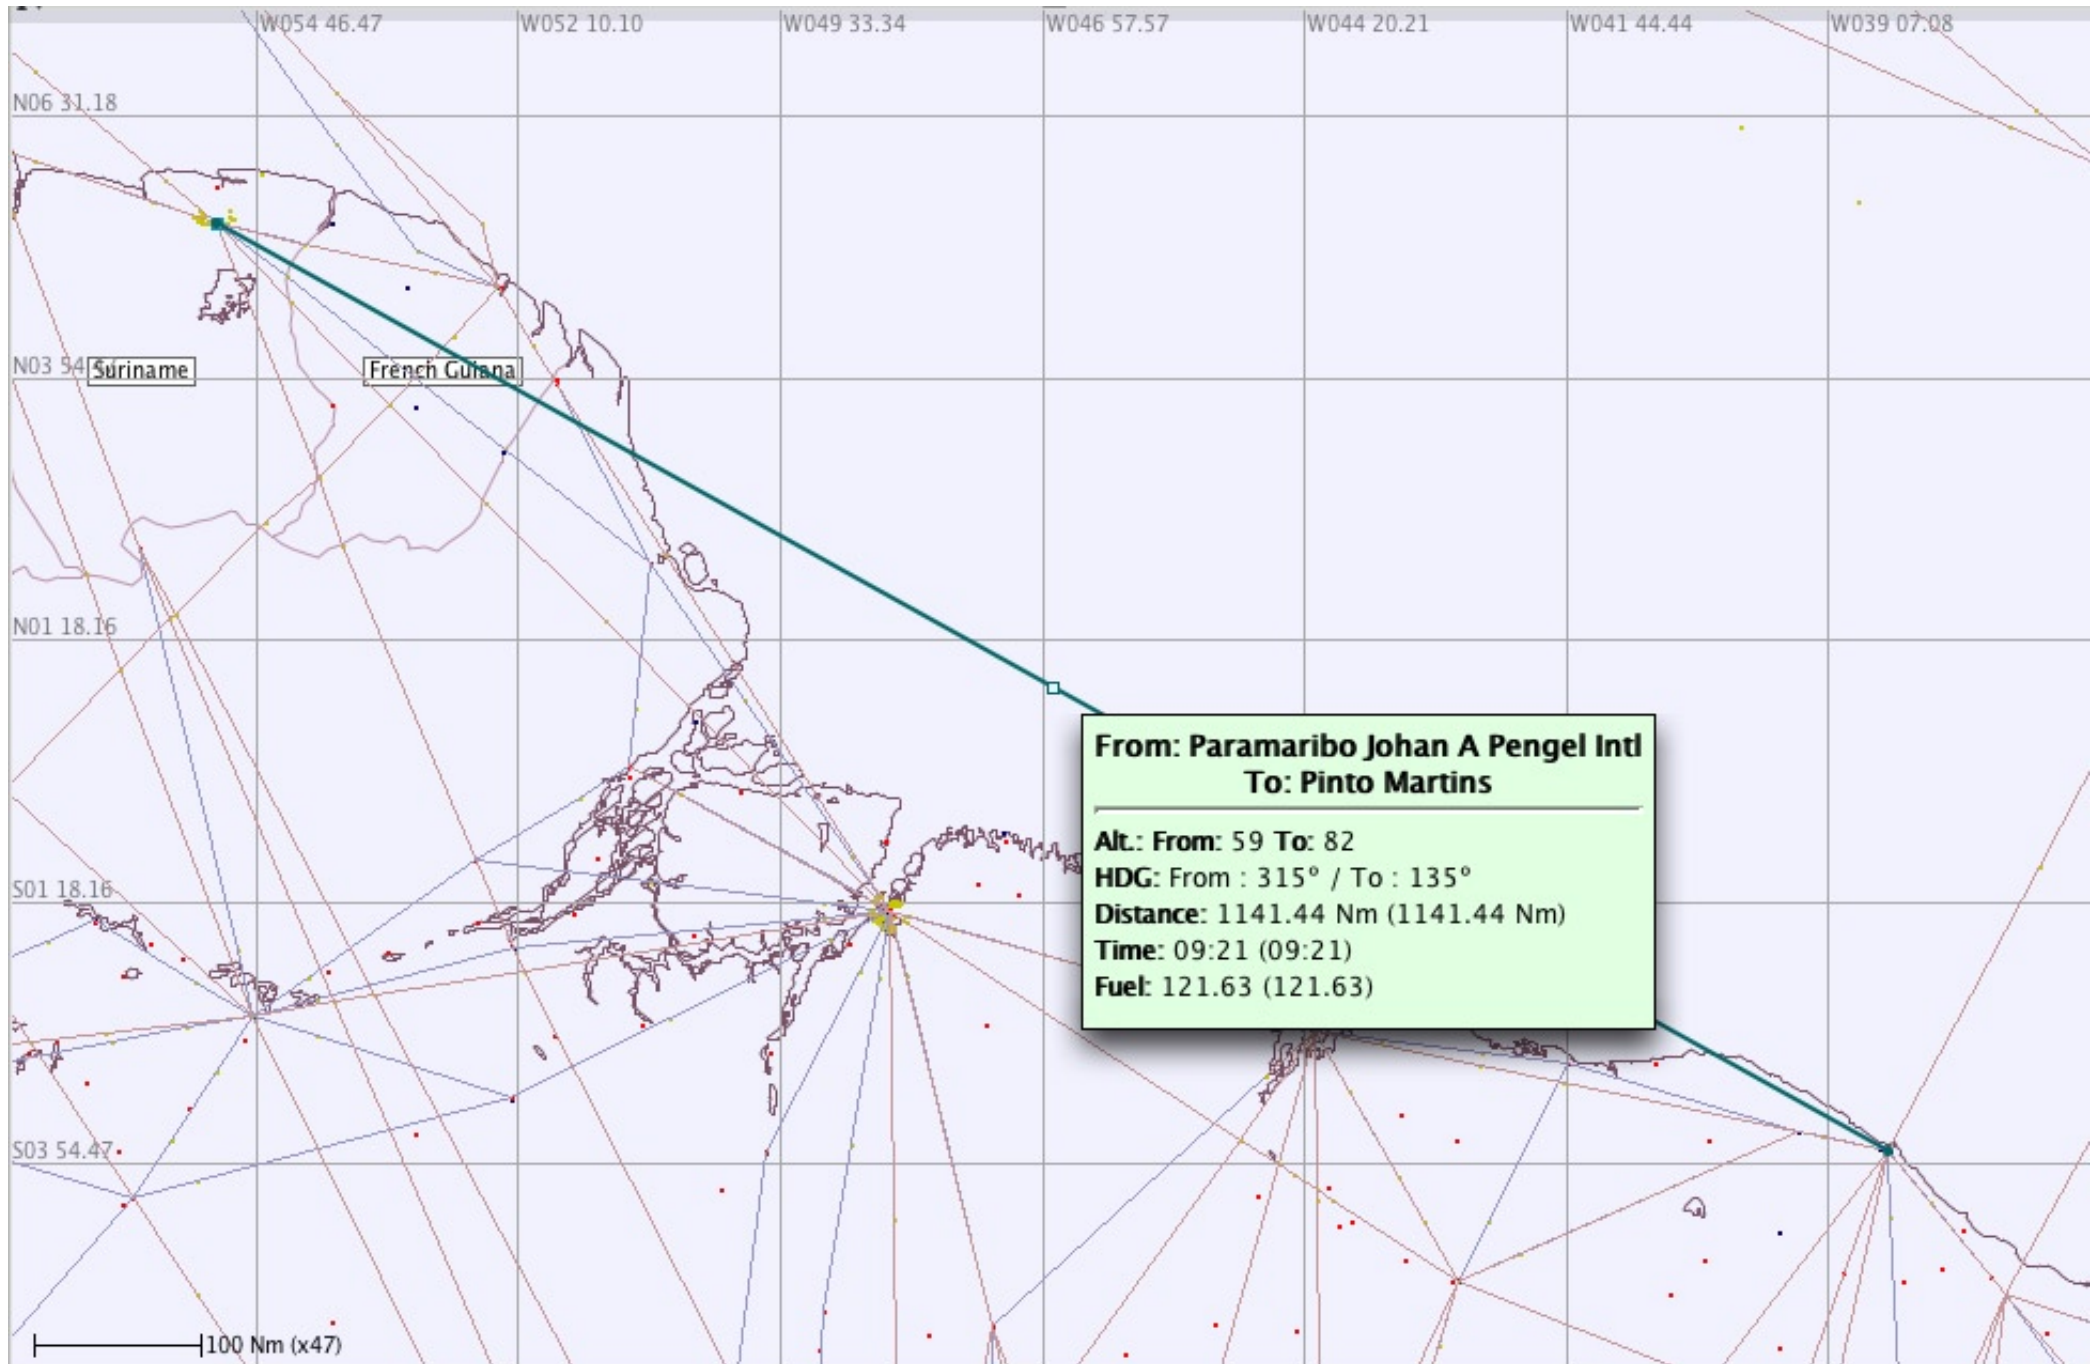 W054 46.47
W052 10.10
W049 33.34
W046 57.57
W044 20.21
W041 44.44
W039 07.08
N06 31.18
N03 54
Suriname
French Guiana
N01 18.16
From: Paramaribo Johan A Pengel Intl
To: Pinto Martins
Alt.: From: 59 To: 82
HDG: From : 315° / To : 135°
Distance: 1141.44 Nm (1141.44 Nm)
Time: 09:21 (09:21)
Fuel: 121.63 (121.63)
S01 18.16
S03 54.47
100 Nm (x47)